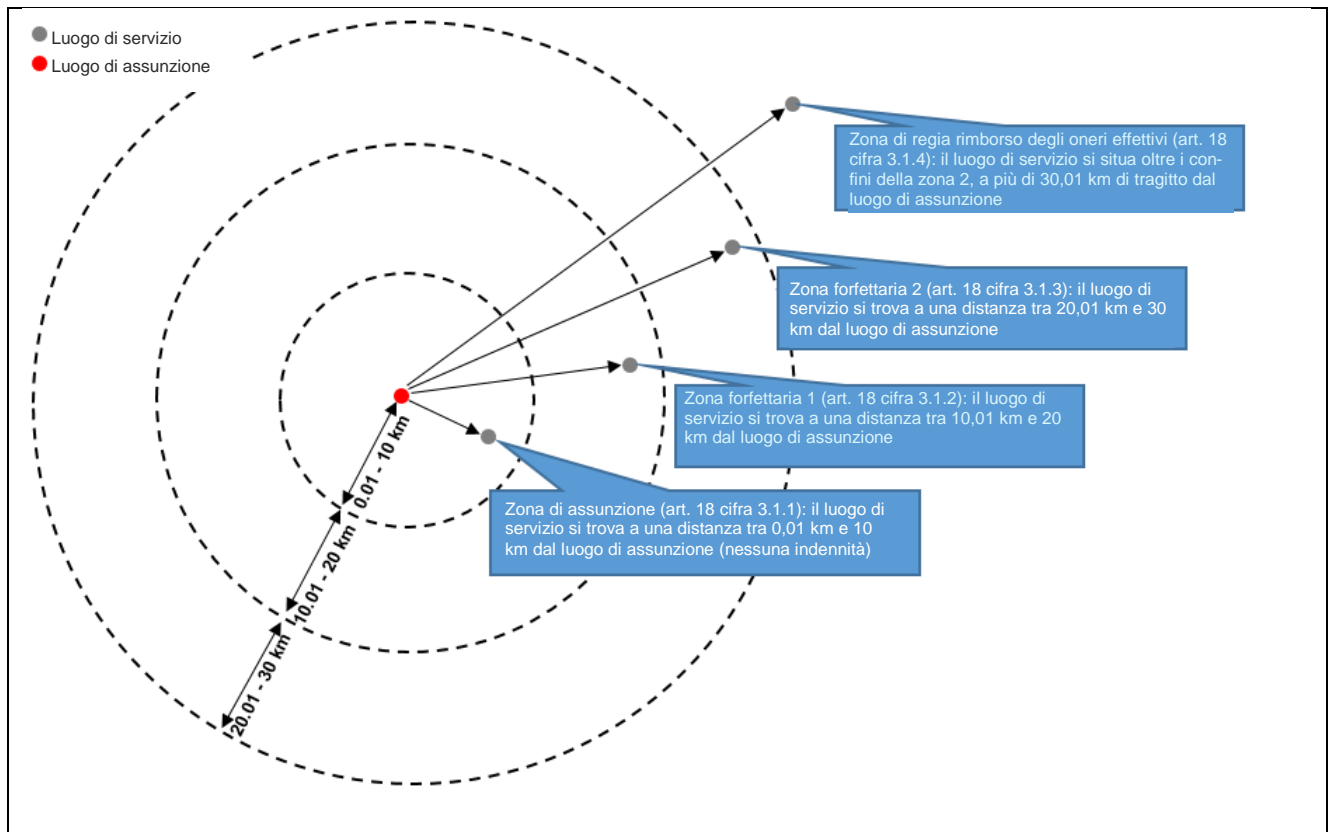 Luogo di servizio
Luogo di assunzione
Zona di regia rimborso degli oneri effettivi (art. 18
cifra 3.1.4): il luogo di servizio si situa oltre i con-
fini della zona 2, a più di 30,01 km di tragitto dal
luogo di assunzione
Zona forfettaria 2 (art. 18 cifra 3.1.3): il luogo di
servizio si trova a una distanza tra 20,01 km e 30
km dal luogo di assunzione
Zona forfettaria 1 (art. 18 cifra 3.1.2): il luogo di
servizio si trova a una distanza tra 10,01 km e 20
km dal luogo di assunzione
Zona di assunzione (art. 18 cifra 3.1.1): il luogo di
servizio si trova a una distanza tra 0,01 km e 10
km dal luogo di assunzione (nessuna indennità)
0.01 - 10 km
10.01 - 20 km
20.01 - 30 km